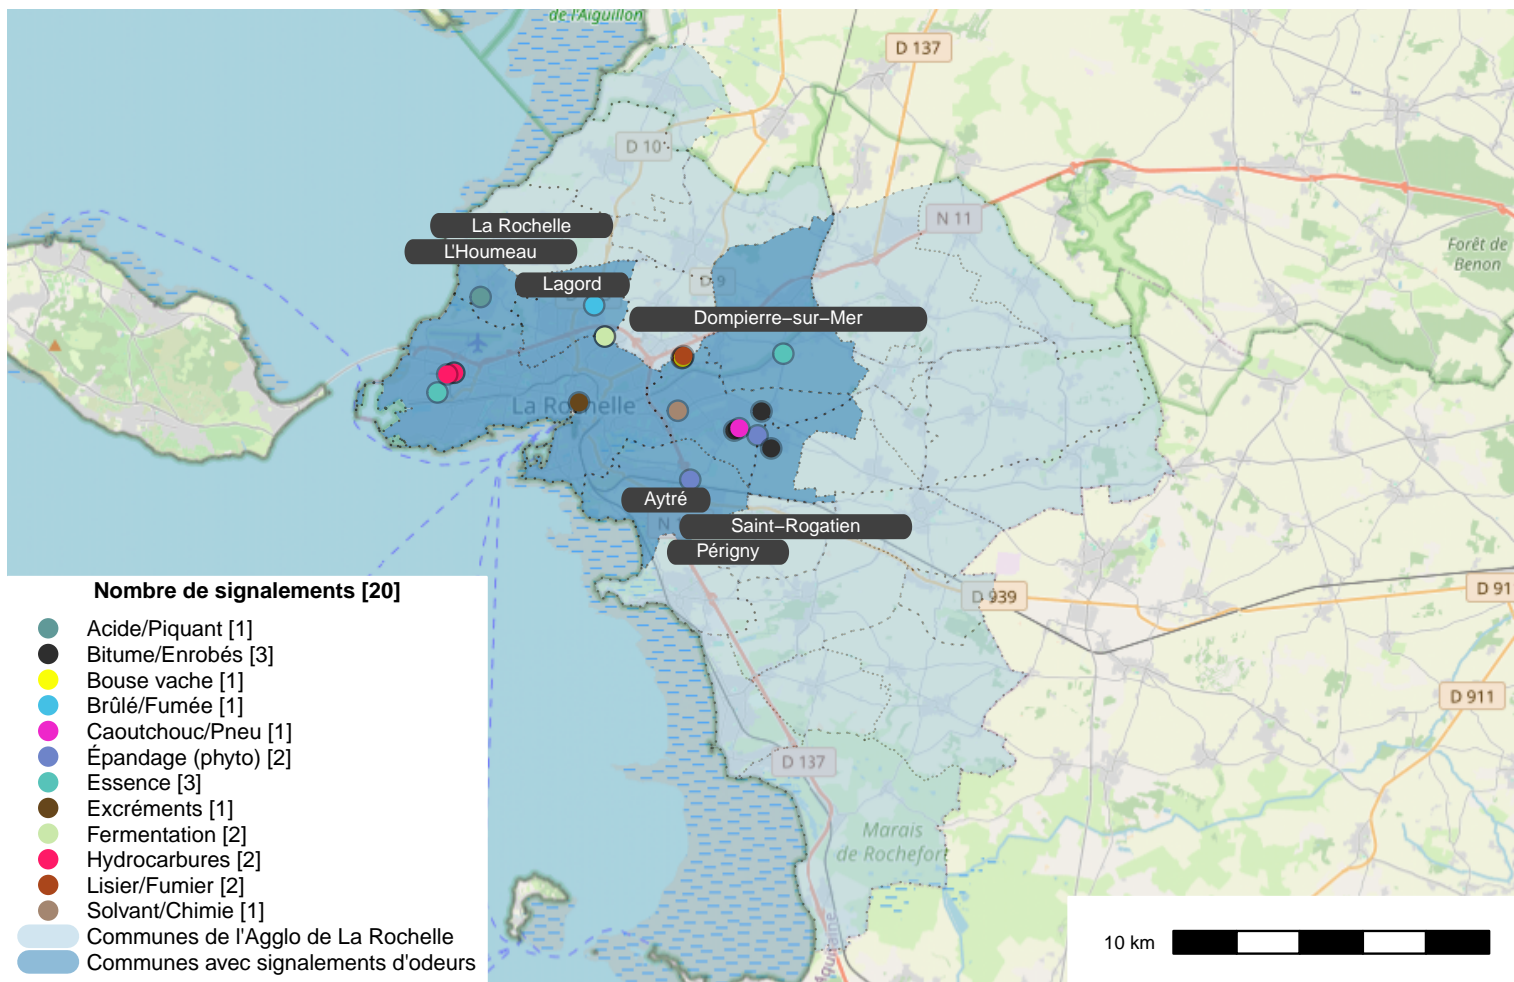 de l'Aiguillon
D 137
D 10
N 11
La Rochelle
L'Houmeau
Forêt de
Benon
Lagord
D 9
Dompierre−sur−Mer
La Rochelle
Aytré
N
Saint−Rogatien
Périgny
Nombre de signalements [20]
Acide/Piquant [1]
Bitume/Enrobés [3]
Bouse vache [1]
Brûlé/Fumée [1]
Caoutchouc/Pneu [1]
Épandage (phyto) [2]
Essence [3]
Excréments [1]
Fermentation [2]
Hydrocarbures [2]
Lisier/Fumier [2]
Solvant/Chimie [1]
Communes de l'Agglo de La Rochelle
Communes avec signalements d'odeurs
D 939
D 91
D 911
D 137
Marais
de Rochefort
Aquitaine
10 km